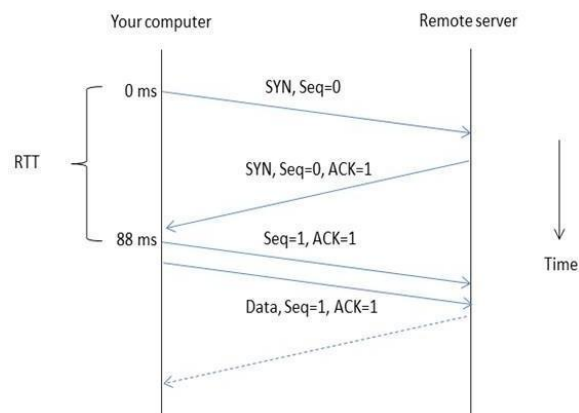 Your computer
Remote server
0 ms
SYN, Seq=0
RTT
SYN, Seq=0, ACK=1
88 ms
Seq=1, ACK=1
Time
Data, Seq=1, ACK=1